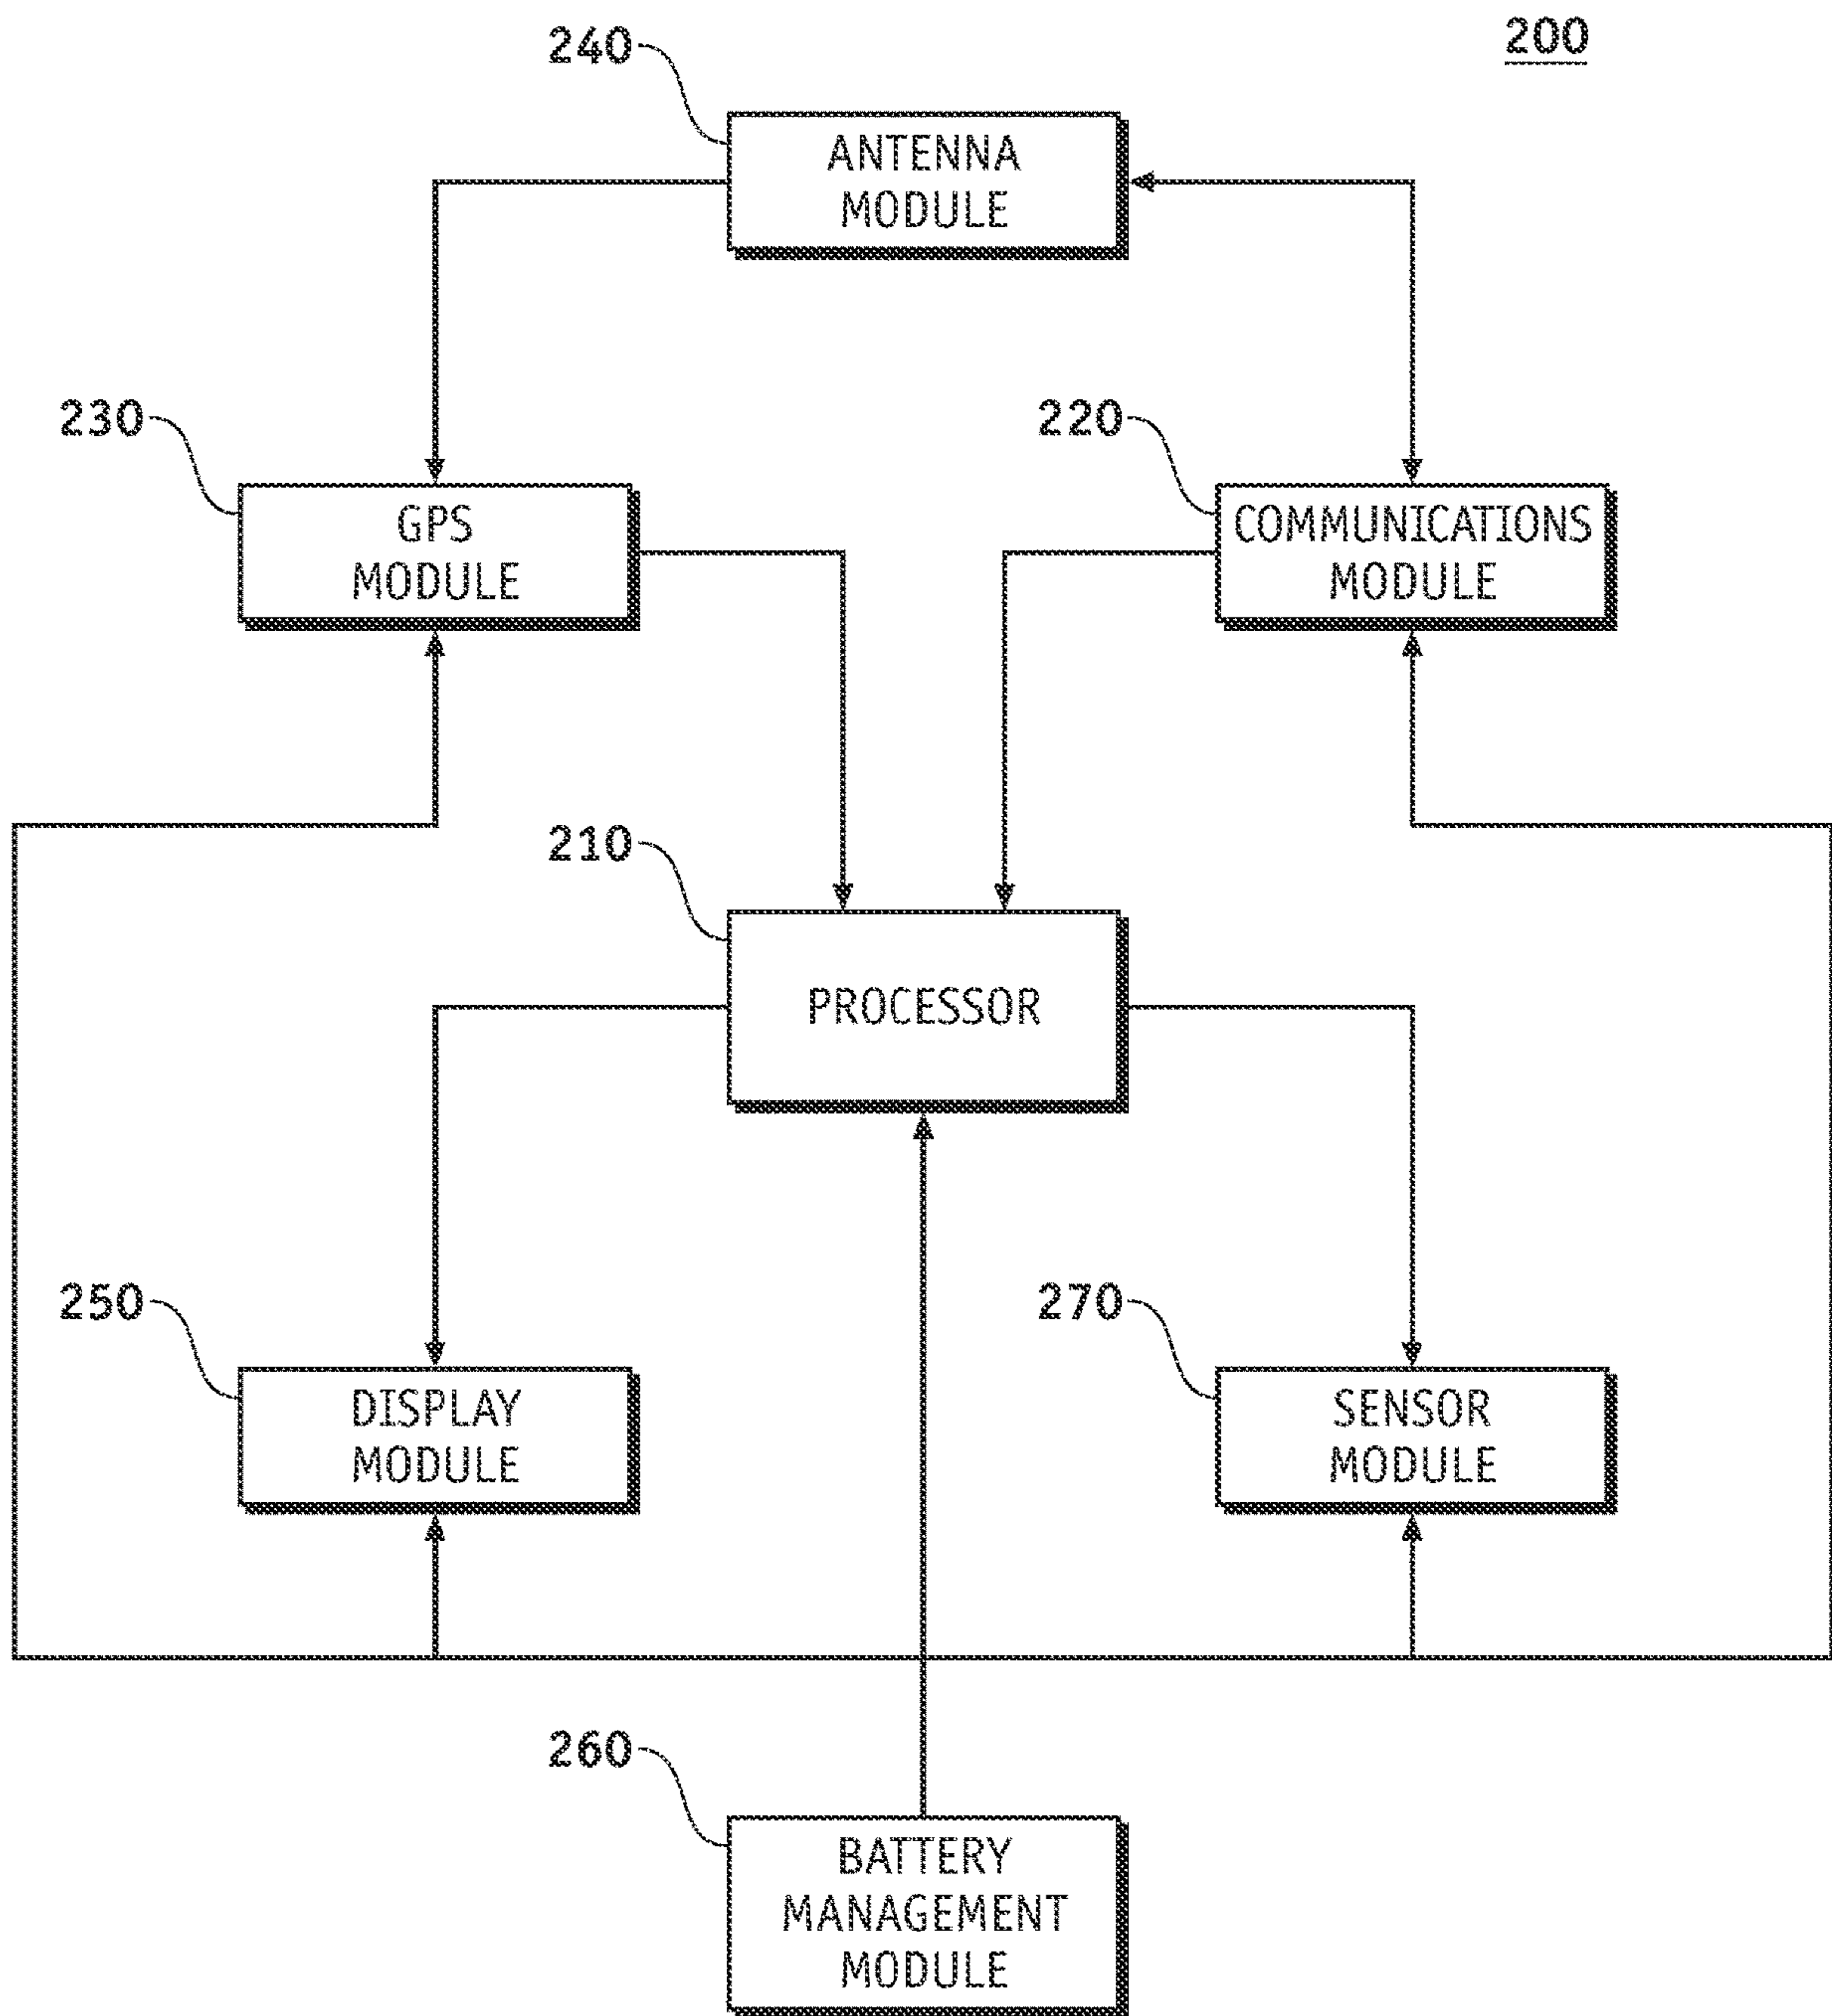 200
240
ANTENNA
MODULE
230
GPS
MODULE
220
COMMUNICATIONS
MODULE
210
PROCESSOR
250
DISPLAY
MODULE
270
SENSOR
MODULE
260
BATTERY
MANAGEMENT
MODULE